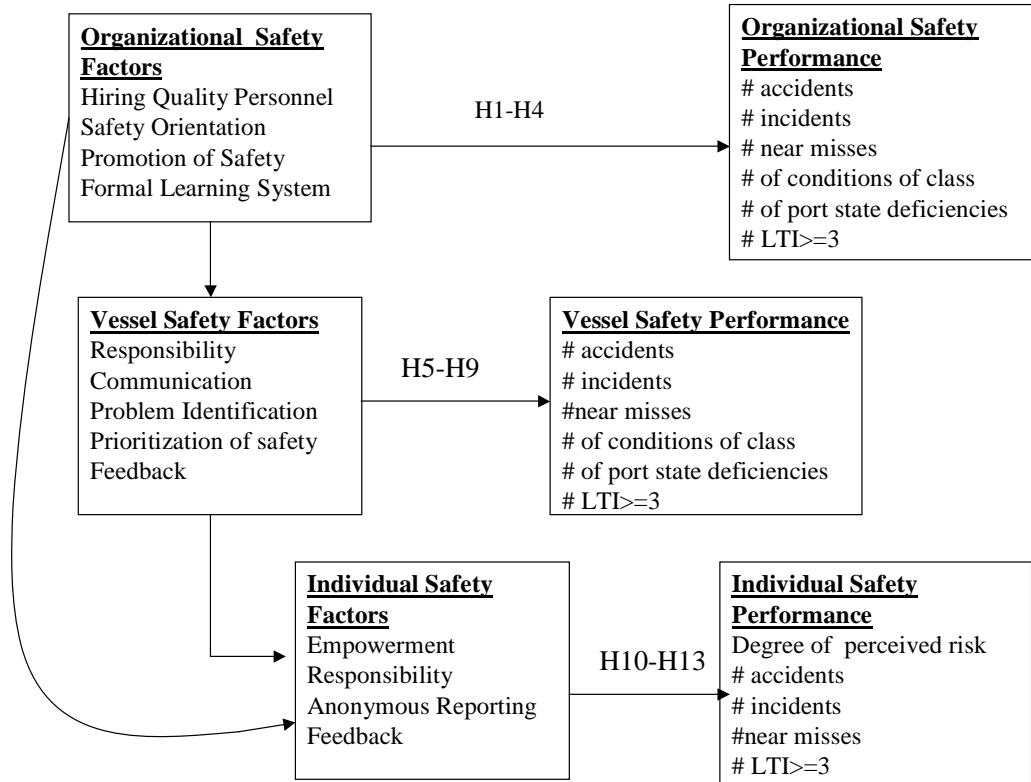 Organizational Safety
Factors
Hiring Quality Personnel
Safety Orientation
Promotion of Safety
Formal Learning System
H1-H4
Organizational Safety
Performance
# accidents
# incidents
# near misses
# of conditions of class
# of port state deficiencies
# LTI>=3
Vessel Safety Factors
Responsibility
Communication
Problem Identification
Prioritization of safety
Feedback
H5-H9
Vessel Safety Performance
# accidents
# incidents
#near misses
# of conditions of class
# of port state deficiencies
# LTI>=3
Individual Safety
Factors
Empowerment
Responsibility
Anonymous Reporting
Feedback
H10-H13
Individual Safety
Performance
Degree of perceived risk
# accidents
# incidents
#near misses
# LTI>=3